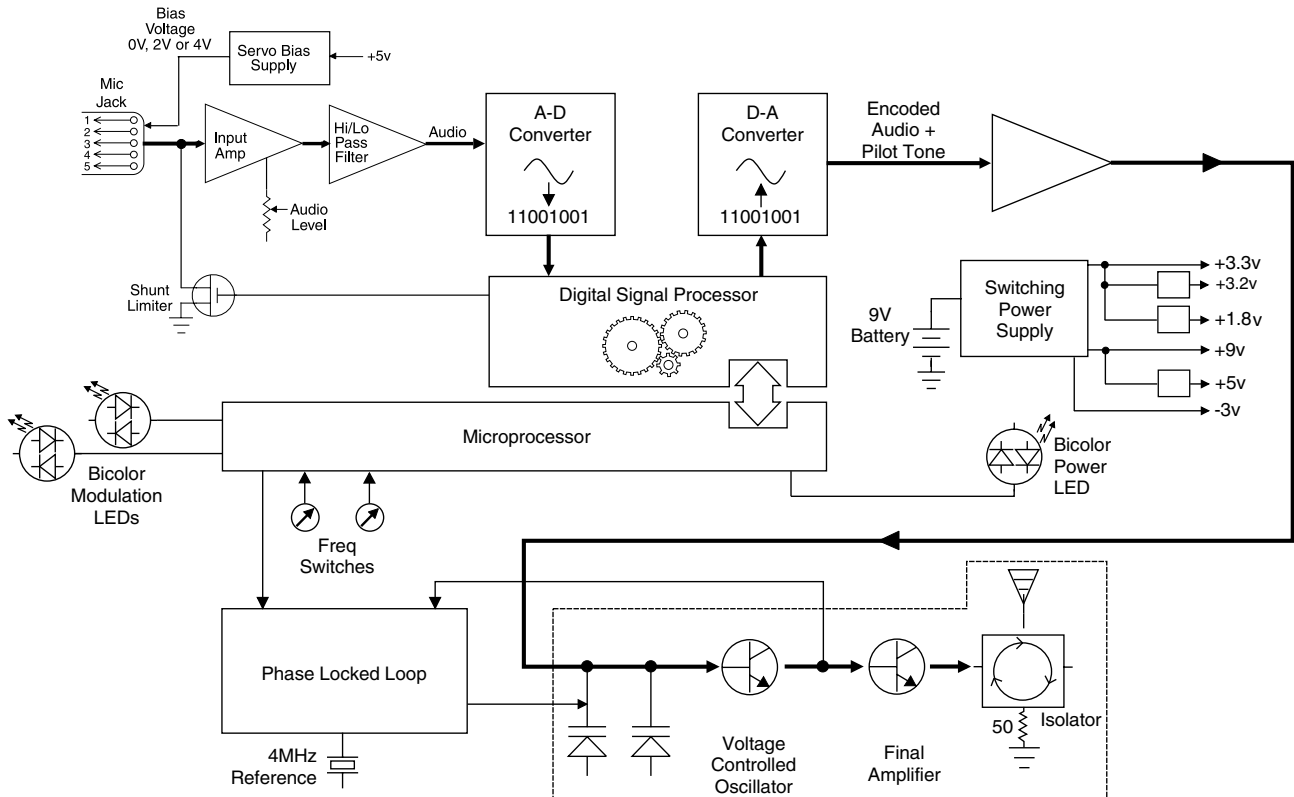 Bias
Voltage
0V, 2V or 4V
Servo Bias
Supply
+5v
Mic
Jack
1
2
3
4
5
Input
Amp
Hi/Lo
Pass
Filter
Audio
Audio
Level
A-D
Converter
11001001
D-A
Converter
11001001
Encoded
Audio +
Pilot Tone
Shunt
Limiter
Digital Signal Processor
9V
Battery
Switching
Power
Supply
+3.3v
+3.2v
+1.8v
+9v
+5v
-3v
Microprocessor
Bicolor
Modulation
LEDs
Bicolor
Power
LED
Freq
Switches
Phase Locked Loop
4MHz
Reference
Voltage
Controlled
Oscillator
Final
Amplifier
50
Isolator